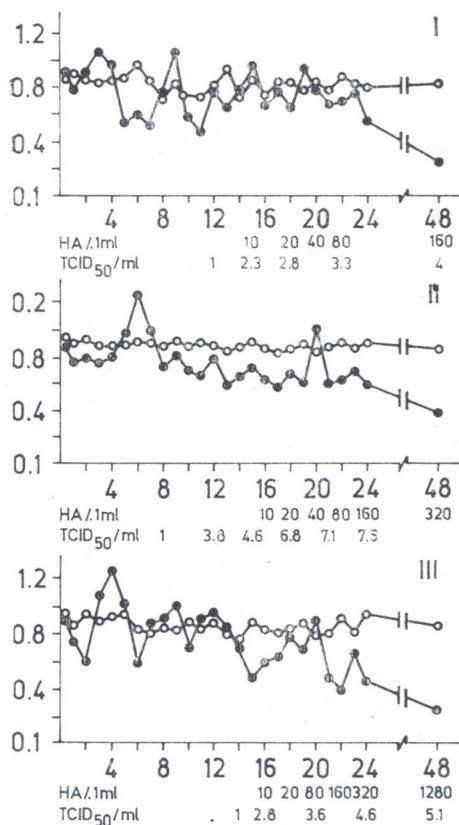 I
1.2
0.8
0.4
0.1
4 8 12 16 20 24 48
HA/.1ml 10 20 40 80 160
TCID50/ml 1 2.3 2.8 3.3 4
II
0.2
0.8
0.4
0.1
4 8 12 16 20 24 48
HA/.1ml 10 20 40 80 160 320
TCID50/ml 1 3.8 4.6 6.8 7.1 7.5
III
1.2
0.8
0.4
0.1
4 8 12 16 20 24 48
HA/.1ml 10 20 80 160 320 1280
TCID50/ml 1 2.8 3.6 4.6 5.1